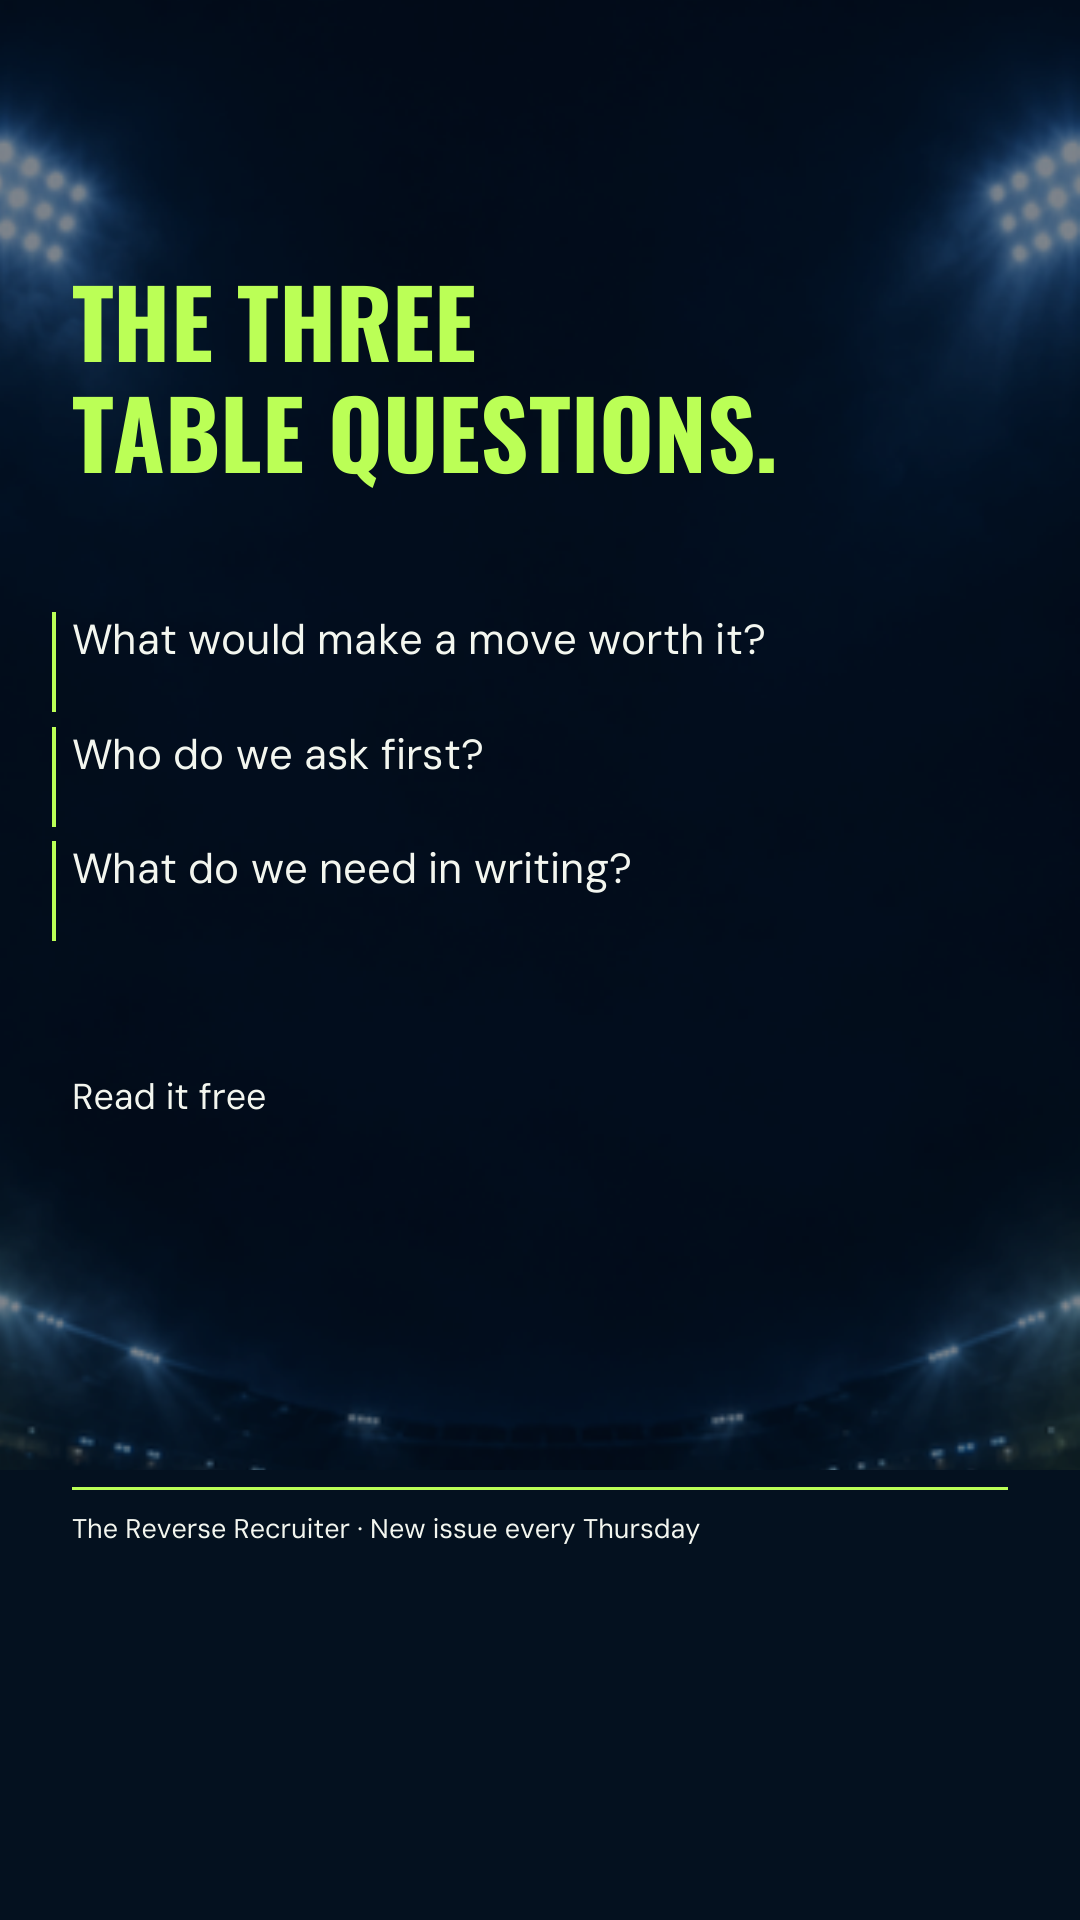 THE THREE
TABLE QUESTIONS.
What would make a move worth it?
Who do we ask first?
What do we need in writing?
Read it free
The Reverse Recruiter · New issue every Thursday